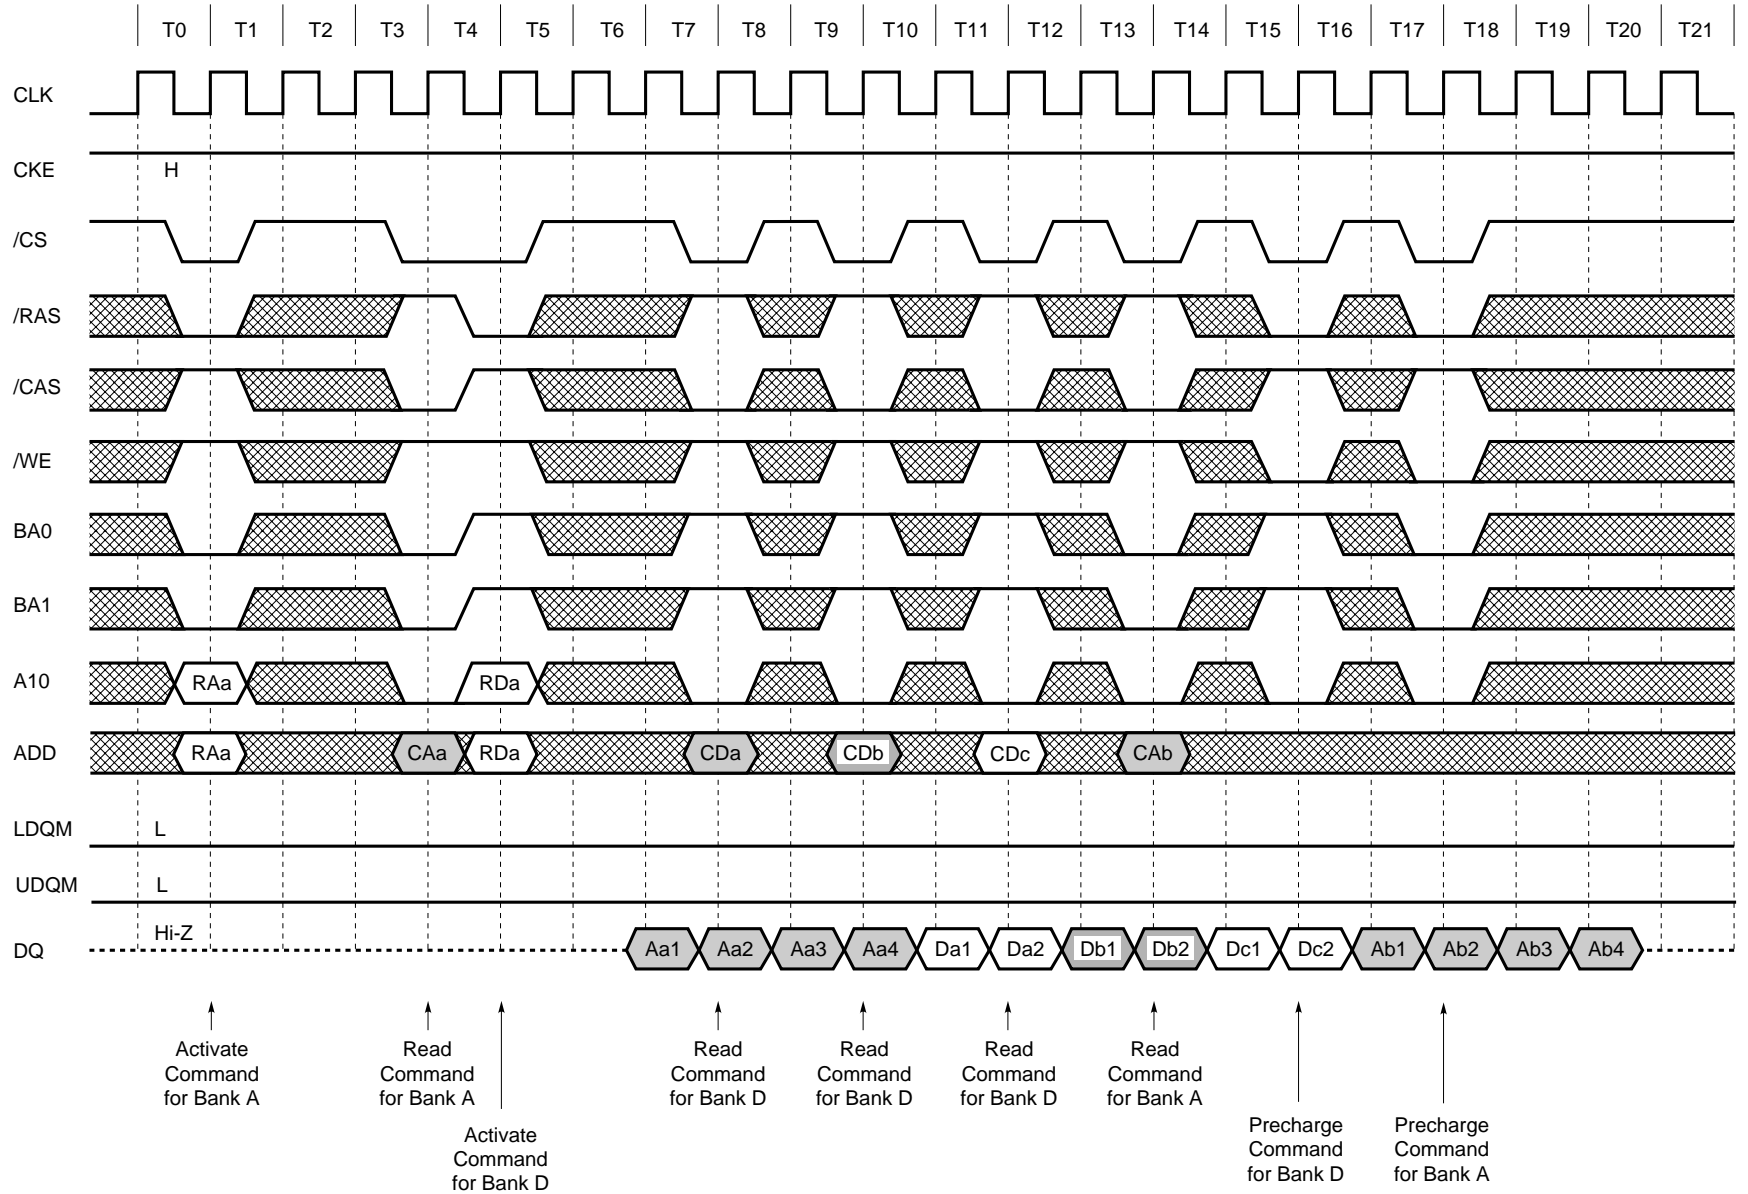 T0 T1 T2 T3 T4 T5 T6 T7 T8 T9 T10 T11 T12 T13 T14 T15 T16 T17 T18 T19 T20 T21
CLK
CKE H
/CS
/RAS
/CAS
/WE
BA0
BA1
A10 RAa RDa
ADD RAa CAa RDa CDa CDb CDc CAb
LDQM L
UDQM L
Hi-Z
DQ Aa1 Aa2 Aa3 Aa4 Da1 Da2 Db1 Db2 Dc1 Dc2 Ab1 Ab2 Ab3 Ab4
Activate
Command
for Bank A
Read
Command
for Bank A
Activate
Command
for Bank D
Read
Command
for Bank D
Read
Command
for Bank D
Read
Command
for Bank D
Read
Command
for Bank A
Precharge
Command
for Bank D
Precharge
Command
for Bank A